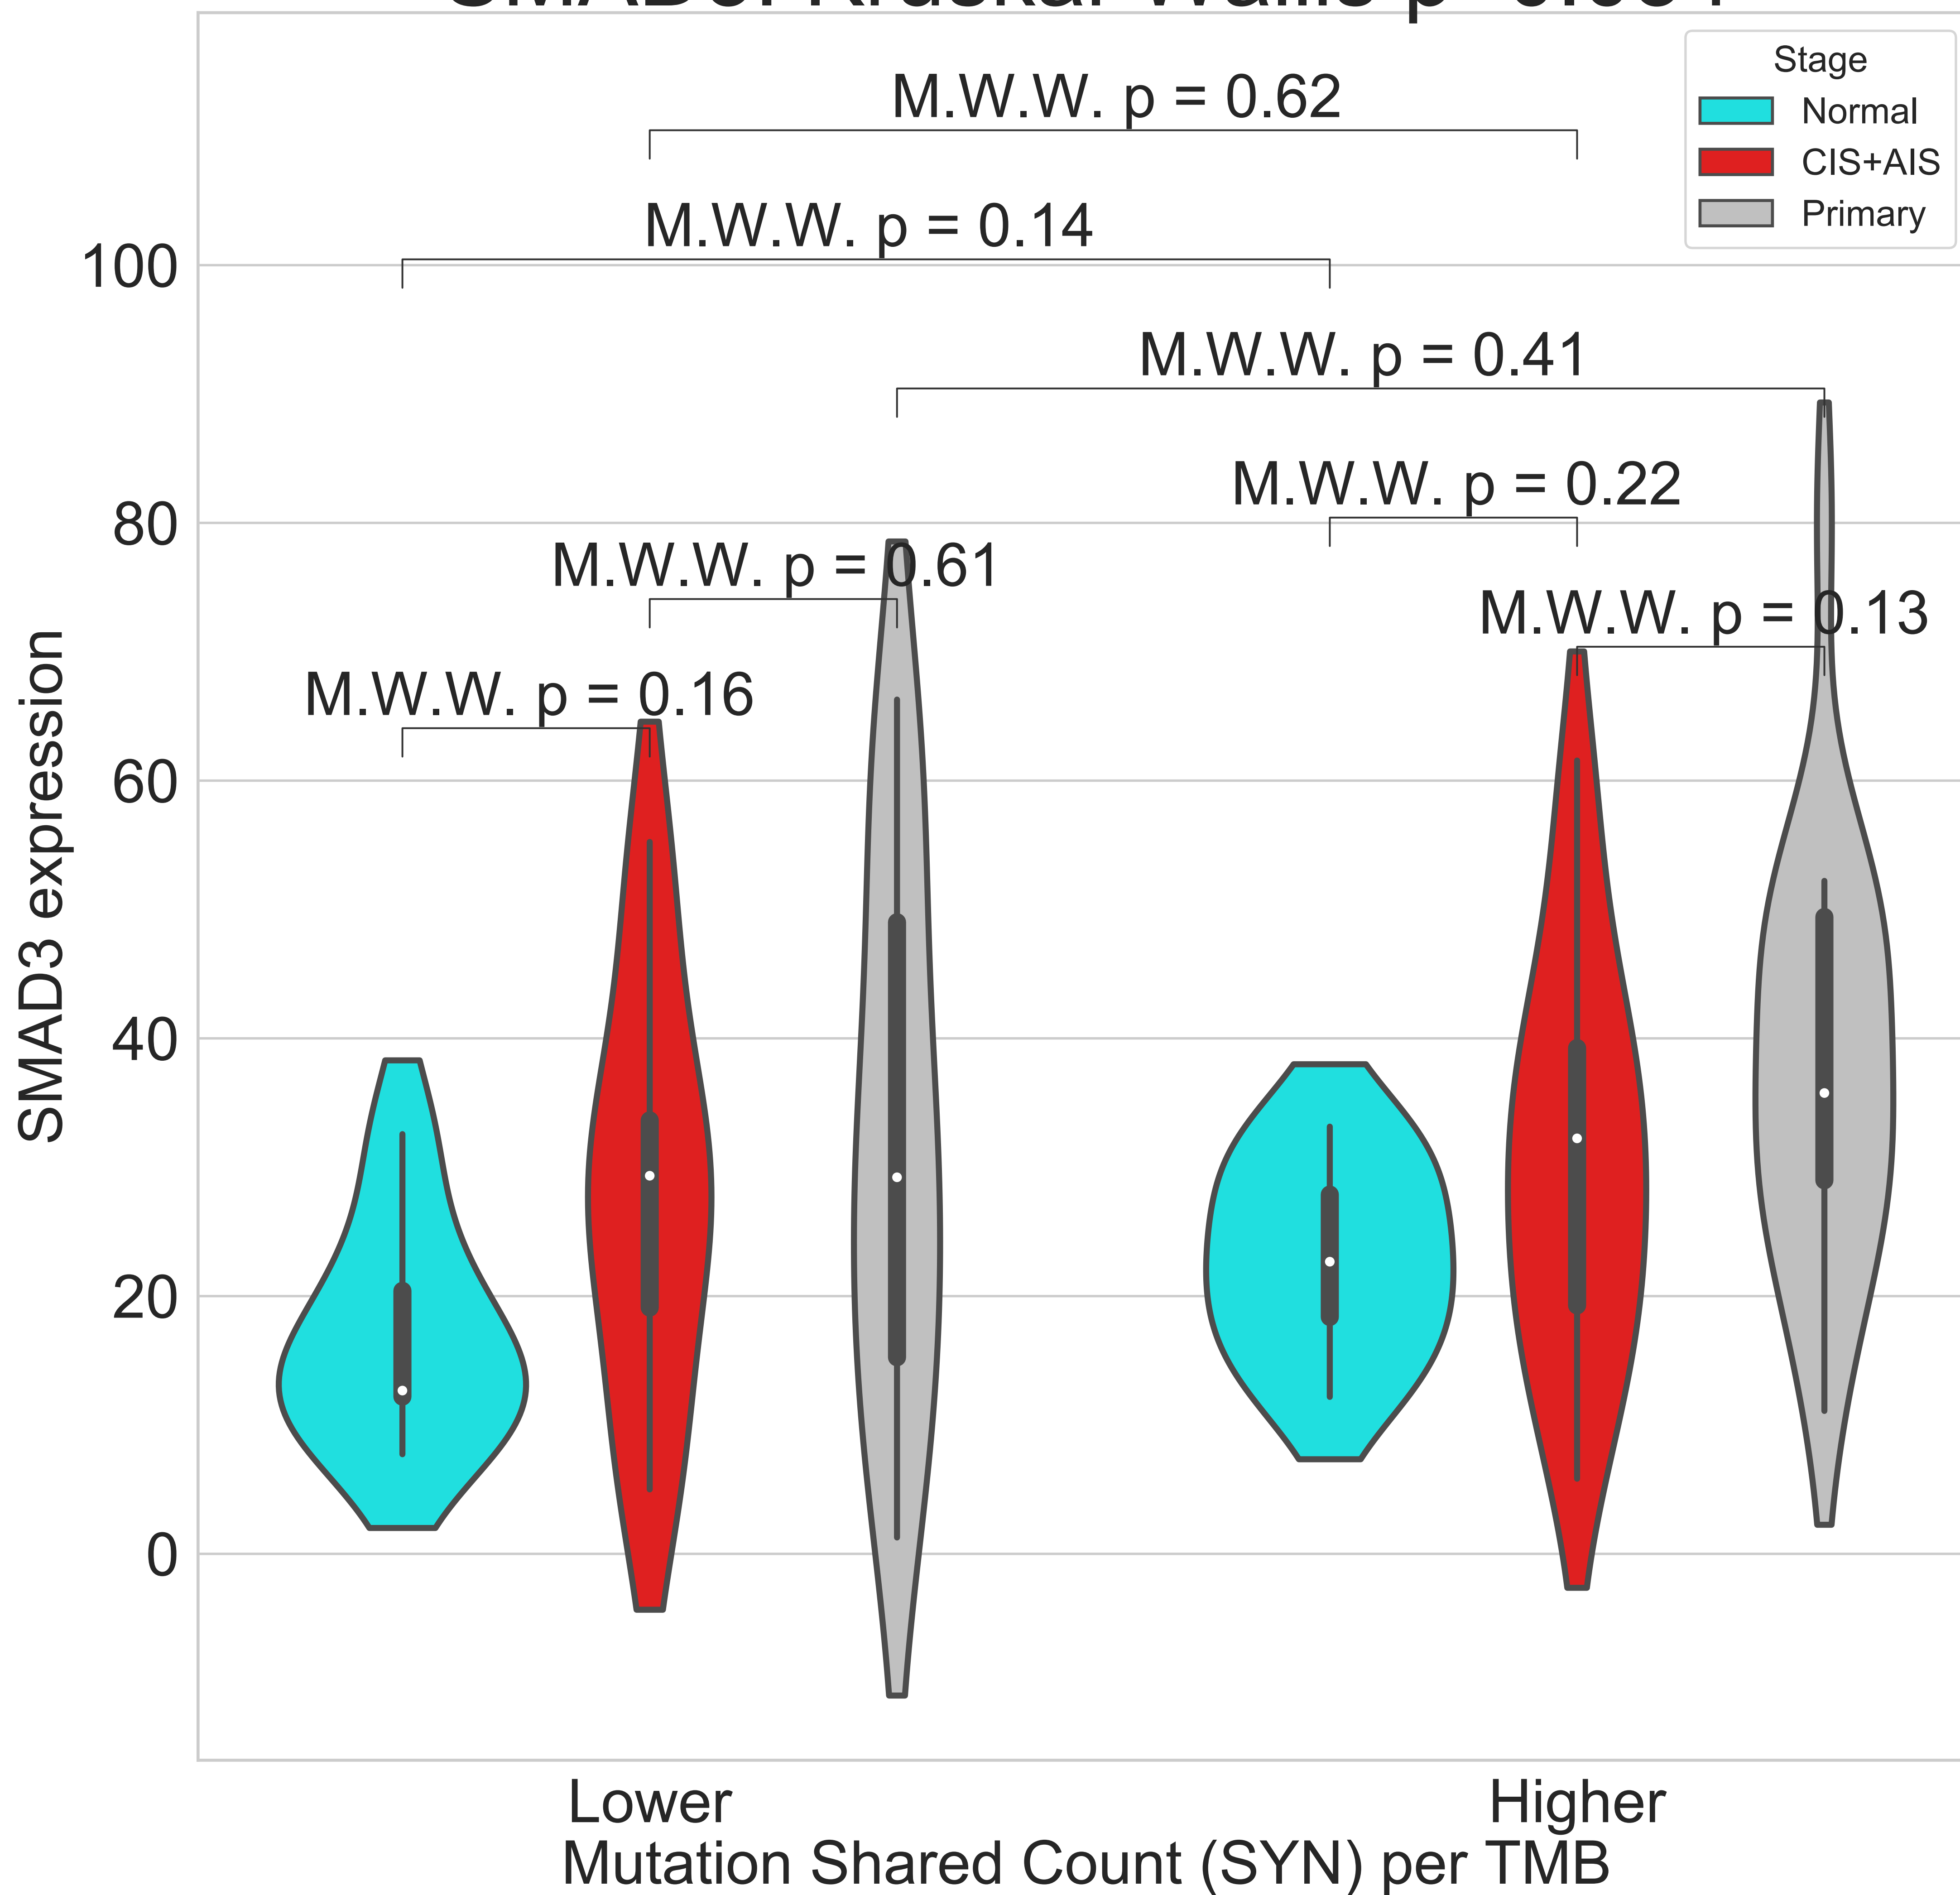 M.W.W. p = 0.62
Stage
Normal
CIS+AIS
Primary
M.W.W. p = 0.14
100
M.W.W. p = 0.41
M.W.W. p = 0.22
80
M.W.W. p = 0.61
M.W.W. p = 0.13
M.W.W. p = 0.16
60
SMAD3 expression
40
20
0
Lower
Higher
Mutation Shared Count (SYN) per TMB